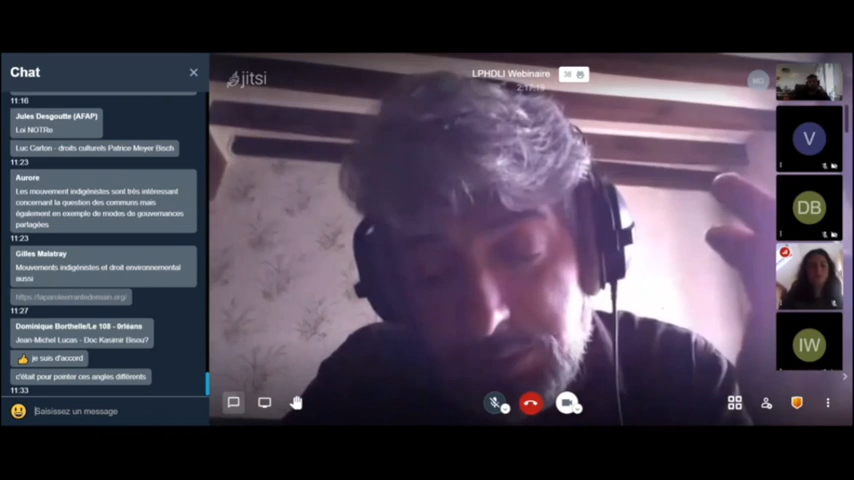 Chat
11:16
Jules Desgoutte (AFAP)
Loi NOTRe
Luc Carton - droits culturels Patrice Meyer Bisch
11:23
Aurore
Les mouvement indigénistes sont très intéressant
concernant la question des communs mais
également en exemple de modes de gouvernances
partagées
11:23
Gilles Malatray
Mouvements indigénistes et droit environnemental
aussi
https://laparoleerrantedemain.org/
11:27
Dominique Borthelle/Le 108 - Orléans
Jean-Michel Lucas - Doc Kasimir Bisou?
je suis d'accord
c'était pour pointer ces angles différents
11:33
Saisissez un message
jitsi
LPHDLI Webinaire
38
V
DB
IW